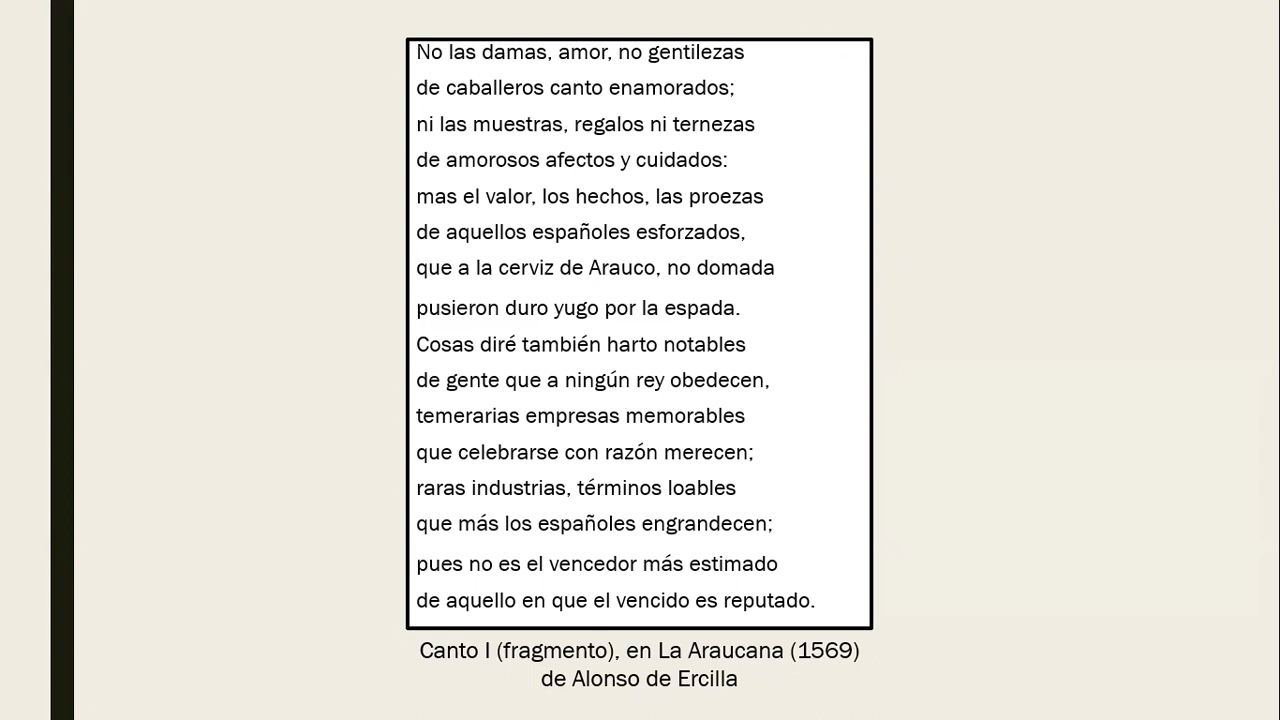 No las damas, amor, no gentilezas
de caballeros canto enamorados;
ni las muestras, regalos ni ternezas
de amorosos afectos y cuidados:
mas el valor, los hechos, las proezas
de aquellos españoles esforzados,
que a la cerviz de Arauco, no domada
pusieron duro yugo por la espada.
Cosas diré también harto notables
de gente que a ningún rey obedecen,
temerarias empresas memorables
que celebrarse con razón merecen;
raras industrias, términos loables
que más los españoles engrandecen;
pues no es el vencedor más estimado
de aquello en que el vencido es reputado.
Canto I (fragmento), en La Araucana (1569)
de Alonso de Ercilla